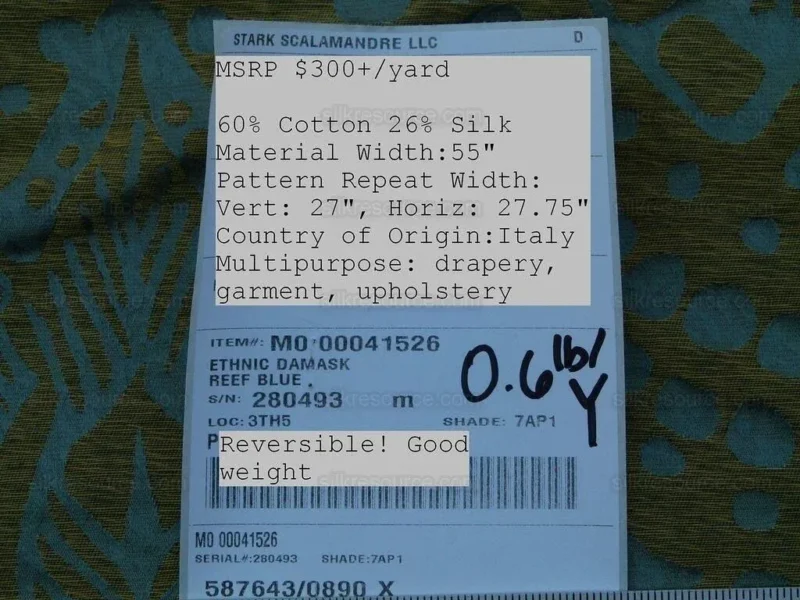 STARK SCALAMANDRE LLC D
MSRP $300+/yard
60% Cotton 26% Silk
Material Width:55"
Pattern Repeat Width:
Vert: 27", Horiz: 27.75"
Country of Origin:Italy
Multipurpose: drapery,
garment, upholstery
ITEM#: M0 00041526
ETHNIC DAMASK
REEF BLUE
0.6 lb/Y
S/N: 280493 m
LOC: 3TH5 SHADE: 7AP1
Reversible! Good
weight
M0 00041526
SERIAL#:280493 SHADE:7AP1
587643/0890 X
silkresource.com